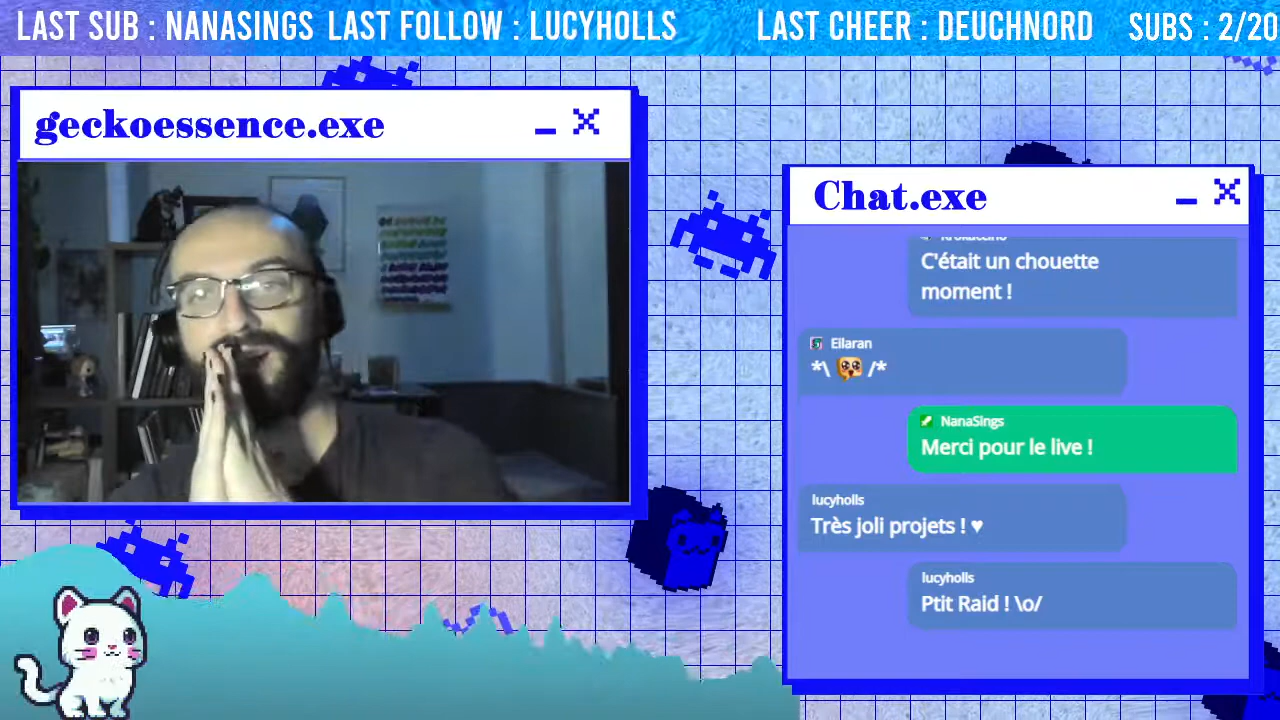 LAST SUB : NANASINGS LAST FOLLOW : LUCYHOLLS LAST CHEER : DEUCHNORD SUBS : 2/20
geckoessence.exe
Chat.exe
C'était un chouette
moment !
Ellaran
*\ /*
NanaSings
Merci pour le live !
lucyholls
Très joli projets ! ♥
lucyholls
Ptit Raid ! \o/